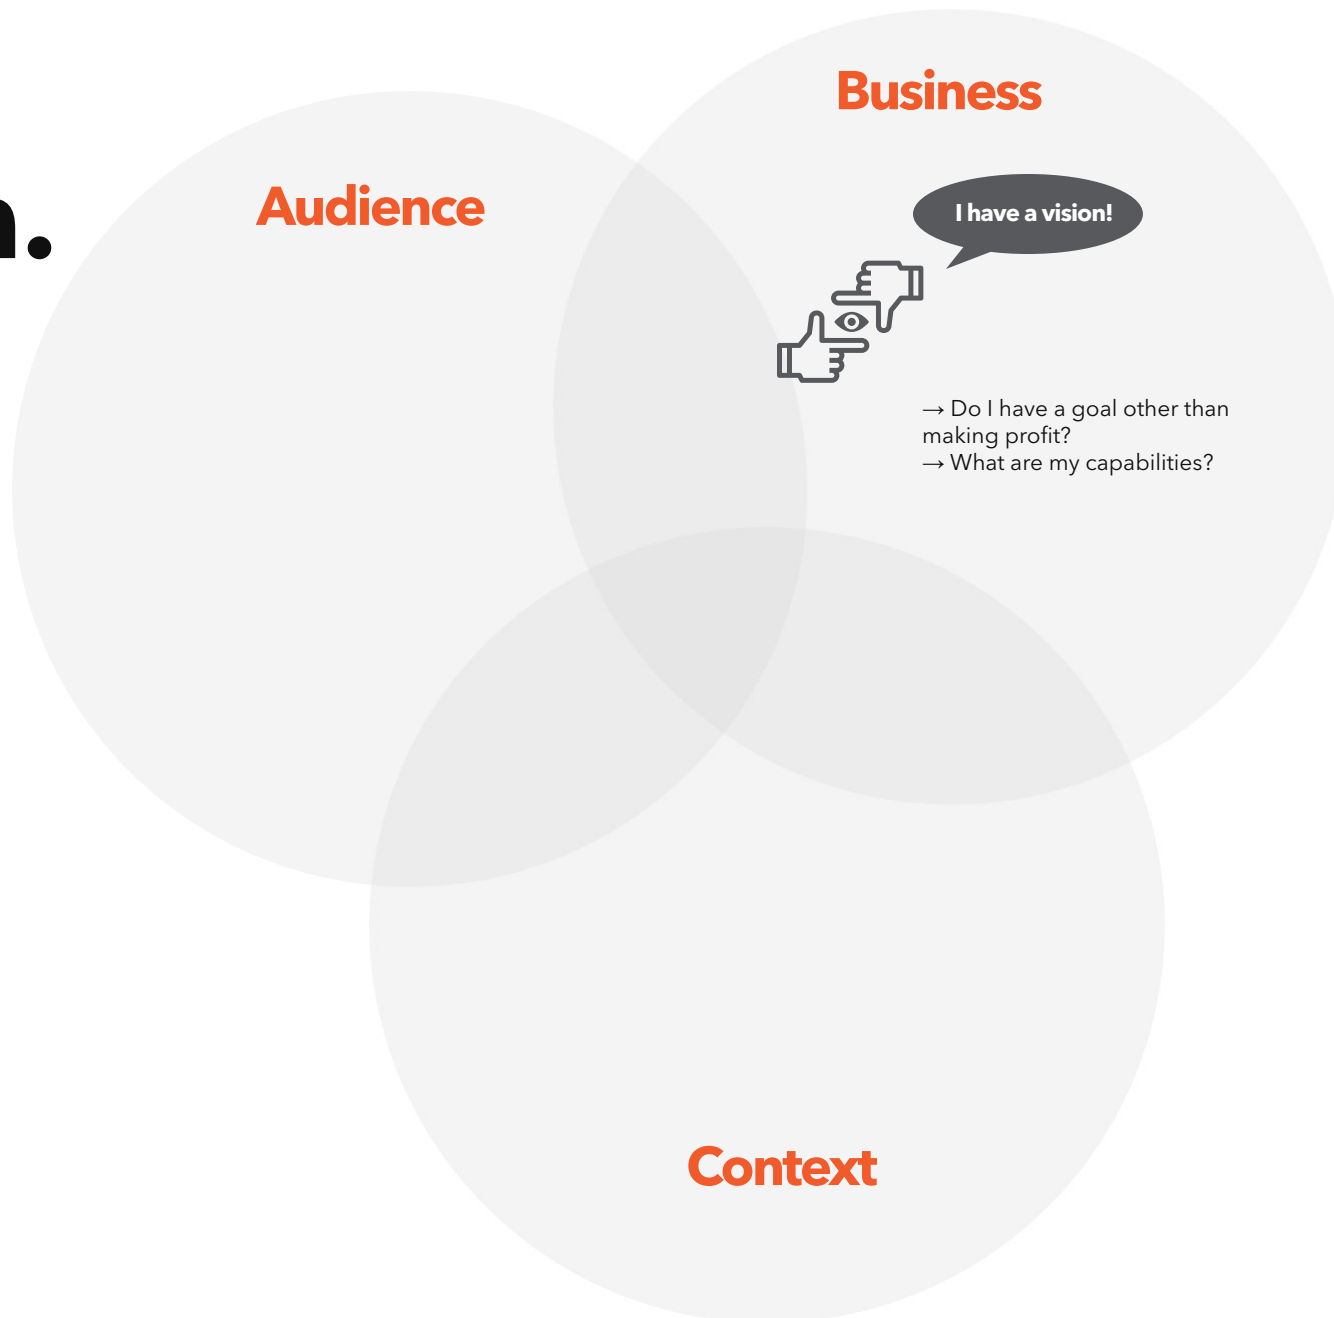 Business
Audience
I have a vision!
→ Do I have a goal other than
making profit?
→ What are my capabilities?
Context